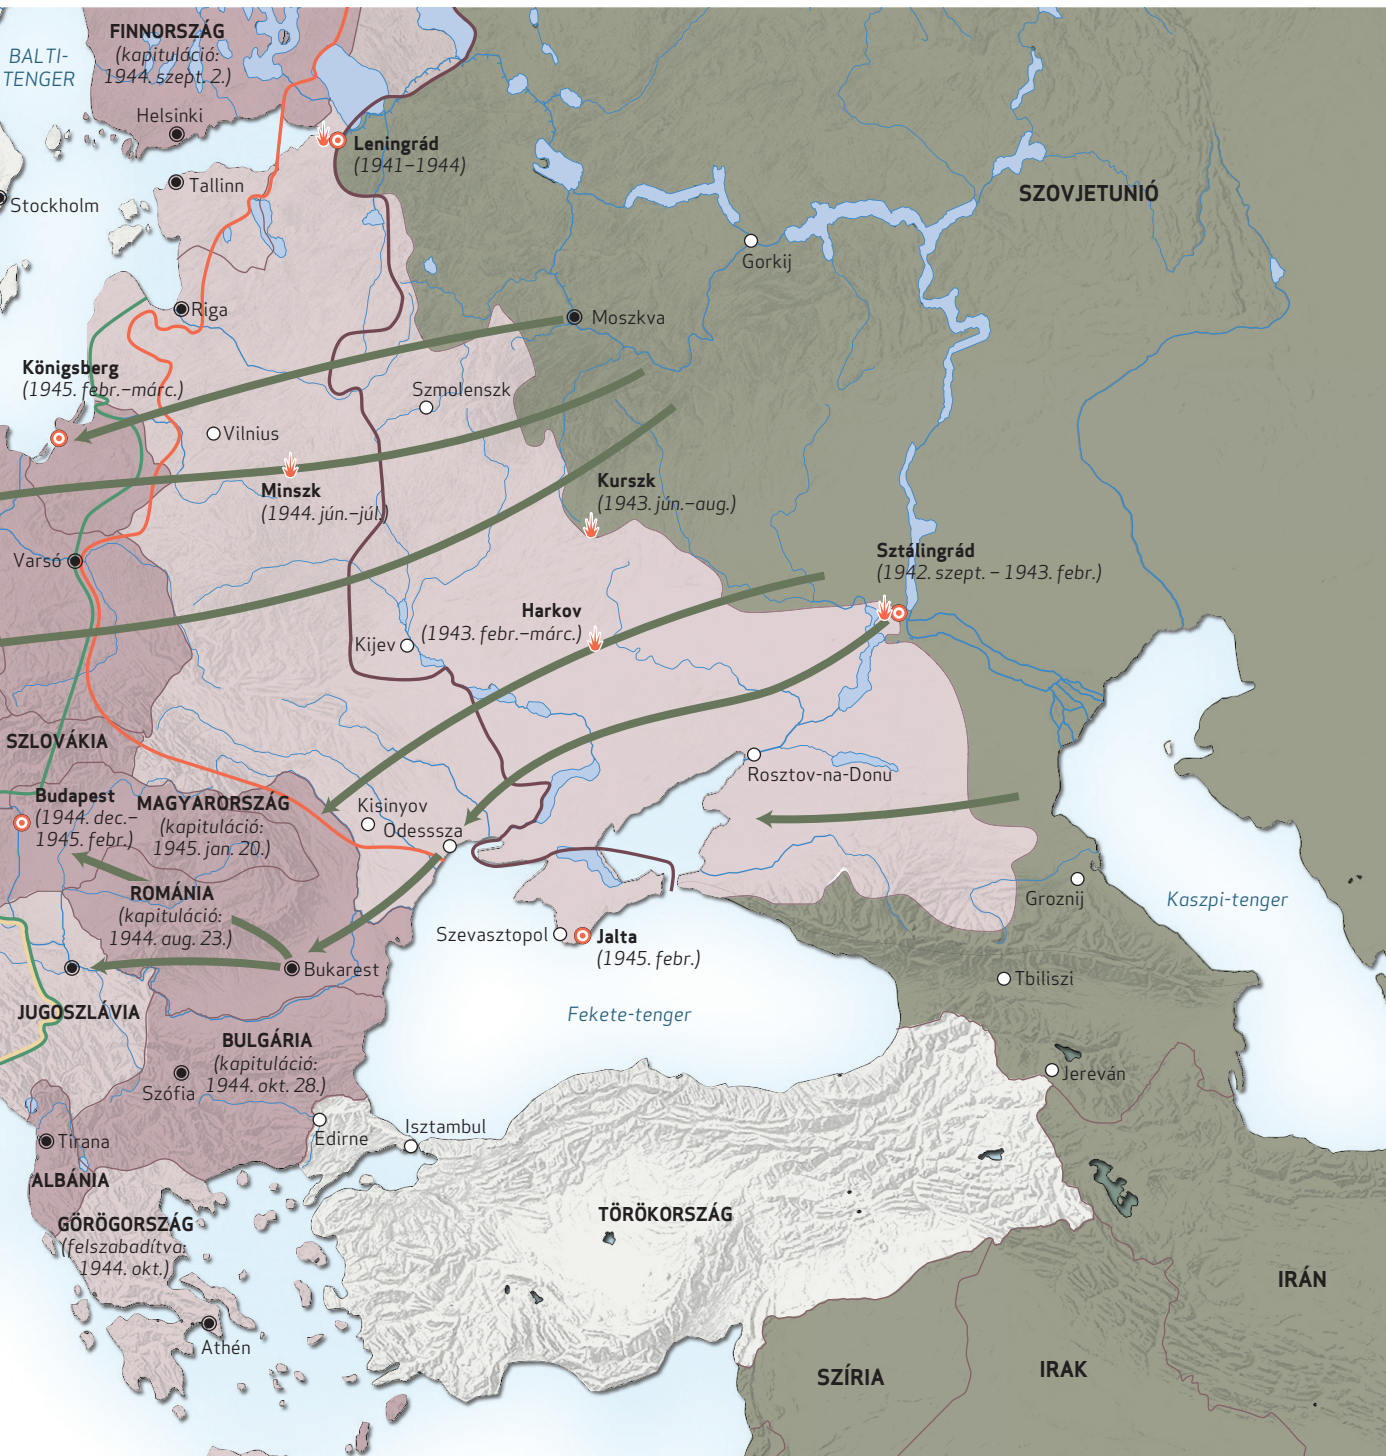 FINNORSZÁG
(kapituláció:
1944. szept. 2.)
BALTI-
TENGER
Helsinki
Leningrád
(1941–1944)
Tallinn
Stockholm
SZOVJETUNIÓ
Gorkij
Riga
Moszkva
Königsberg
(1945. febr.–márc.)
Szmolenszk
Vilnius
Minszk
(1944. jún.–júl.)
Kurszk
(1943. jún.–aug.)
Varsó
Sztálingrád
(1942. szept. – 1943. febr.)
Harkov
(1943. febr.–márc.)
Kijev
SZLOVÁKIA
Rosztov-na-Donu
Budapest
(1944. dec.–
1945. febr.)
MAGYARORSZÁG
(kapituláció:
1945. jan. 20.)
Kisinyov
Odesssza
ROMÁNIA
(kapituláció:
1944. aug. 23.)
Groznij
Kaszpi-tenger
Szevasztopol
Jalta
(1945. febr.)
Bukarest
Tbiliszi
JUGOSZLÁVIA
Fekete-tenger
BULGÁRIA
(kapituláció:
1944. okt. 28.)
Szófia
Jereván
Edirne
Isztambul
Tirana
ALBÁNIA
GÖRÖGORSZÁG
(felszabadítva:
1944. okt.)
TÖRÖKORSZÁG
IRÁN
Athén
SZÍRIA
IRAK